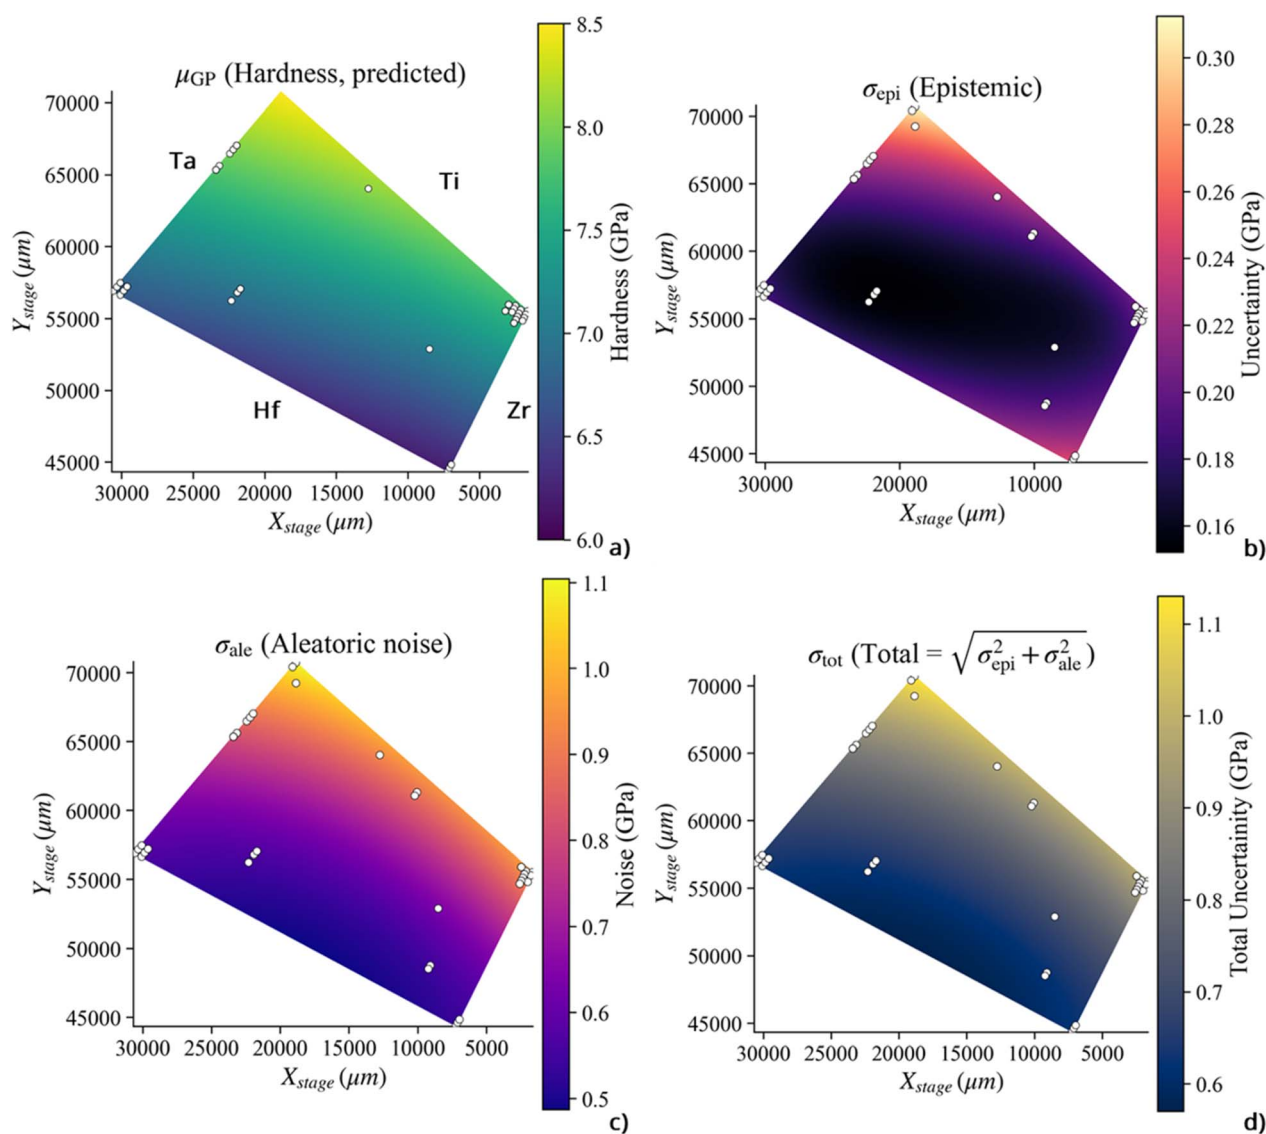 μGP (Hardness, predicted)
70000
65000
60000
55000
50000
45000
Ystage (μm)
30000 25000 20000 15000 10000 5000
Xstage (μm)
Ta
Ti
Hf
Zr
8.5
8.0
7.5
7.0
6.5
6.0
Hardness (GPa)
a)
σepi (Epistemic)
70000
65000
60000
55000
50000
45000
Ystage (μm)
30000 20000 10000
Xstage (μm)
0.30
0.28
0.26
0.24
0.22
0.20
0.18
0.16
Uncertainty (GPa)
b)
σale (Aleatoric noise)
70000
65000
60000
55000
50000
45000
Ystage (μm)
30000 25000 20000 15000 10000 5000
Xstage (μm)
1.1
1.0
0.9
0.8
0.7
0.6
0.5
Noise (GPa)
c)
σtot (Total = √σ²epi + σ²ale)
70000
65000
60000
55000
50000
45000
Ystage (μm)
30000 25000 20000 15000 10000 5000
Xstage (μm)
1.1
1.0
0.9
0.8
0.7
0.6
Total Uncertainity (GPa)
d)